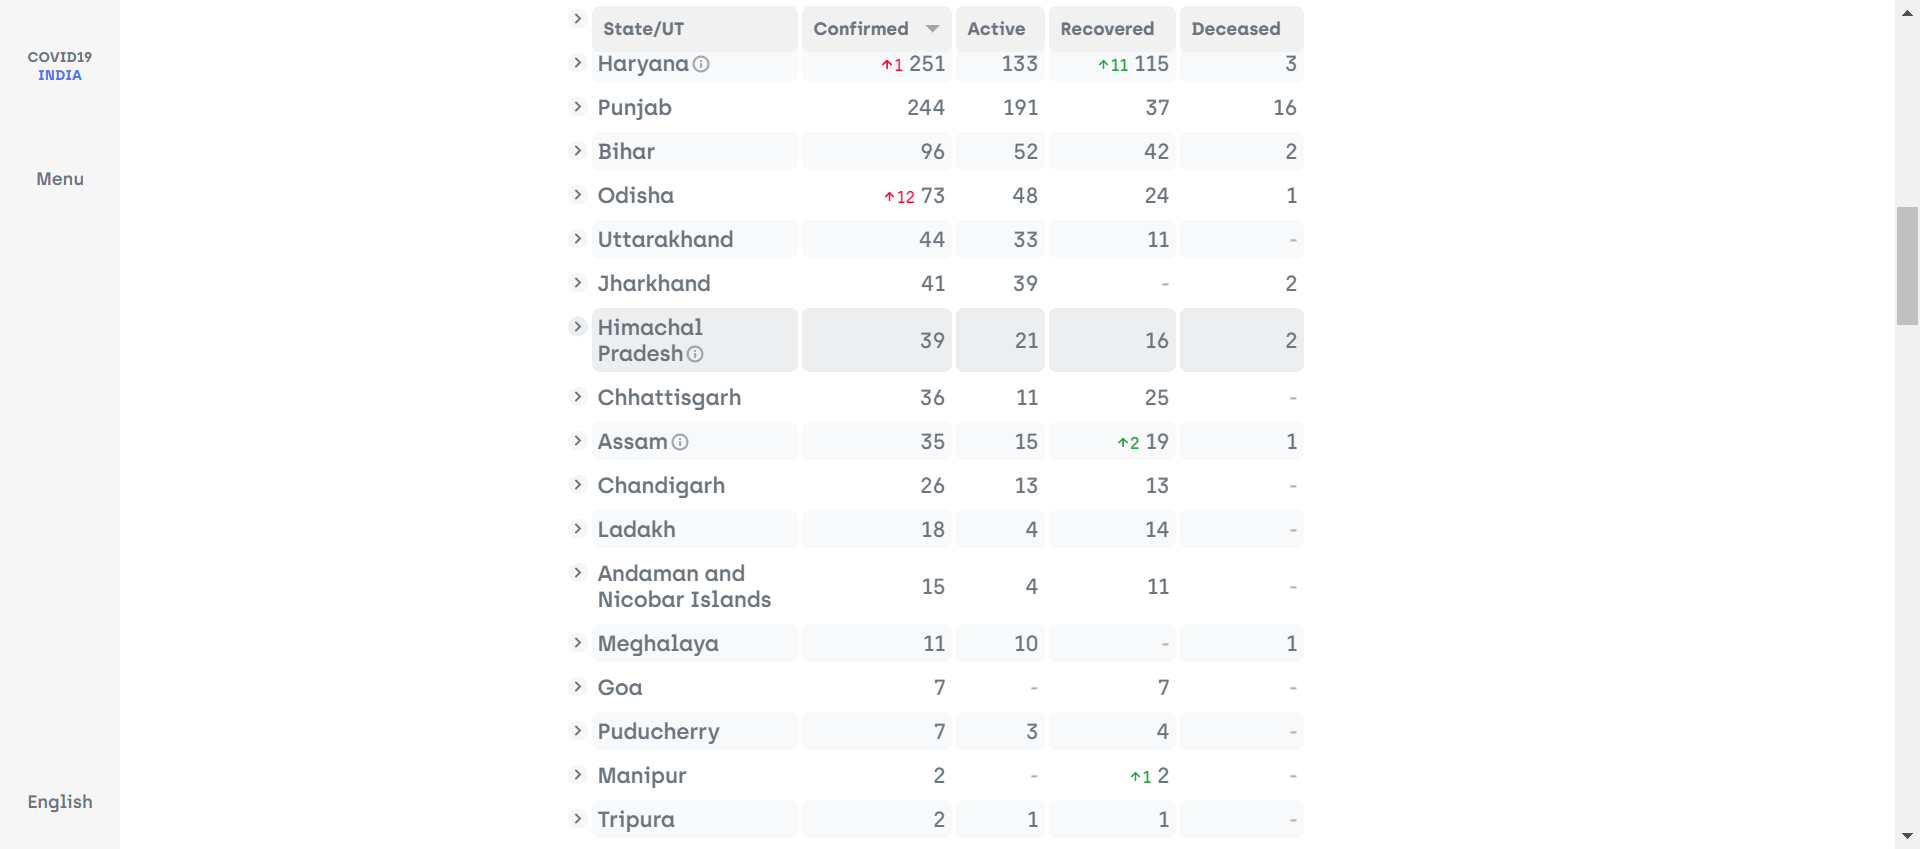 COVID19
INDIA
Menu
English
State/UT Confirmed Active Recovered Deceased
Haryana ↑1 251 133 ↑11 115 3
Punjab 244 191 37 16
Bihar 96 52 42 2
Odisha ↑12 73 48 24 1
Uttarakhand 44 33 11 -
Jharkhand 41 39 - 2
Himachal
Pradesh 39 21 16 2
Chhattisgarh 36 11 25 -
Assam 35 15 ↑2 19 1
Chandigarh 26 13 13 -
Ladakh 18 4 14 -
Andaman and
Nicobar Islands 15 4 11 -
Meghalaya 11 10 - 1
Goa 7 - 7 -
Puducherry 7 3 4 -
Manipur 2 - ↑1 2 -
Tripura 2 1 1 -